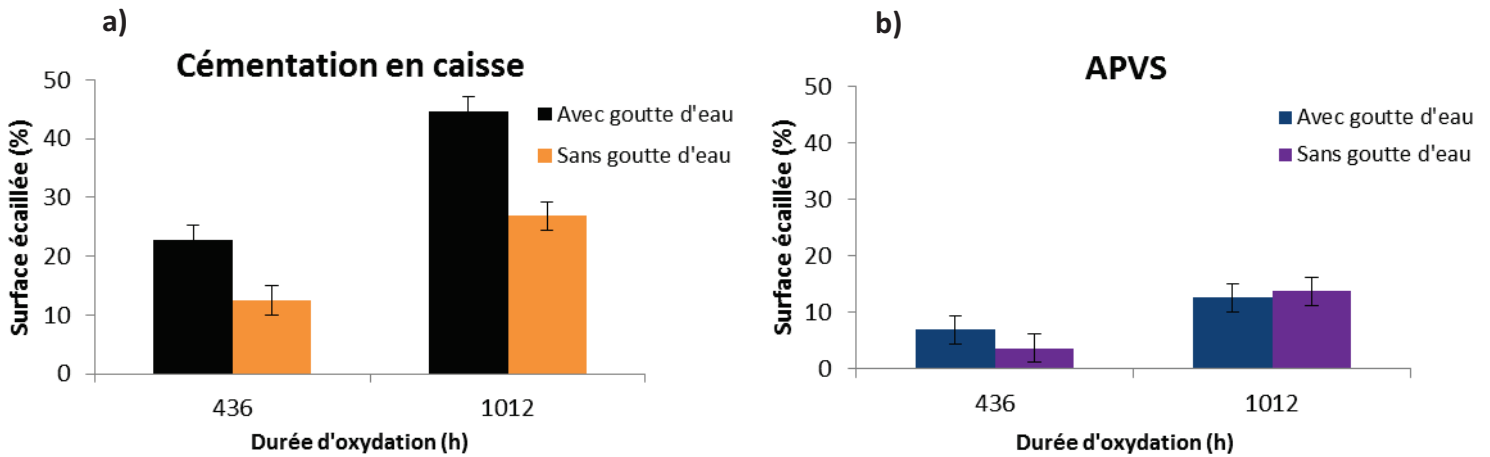 a)
Cémentation en caisse
50
40
30
20
10
0
Surface écaillée (%)
Avec goutte d'eau
Sans goutte d'eau
436
1012
Durée d'oxydation (h)
b)
APVS
50
40
30
20
10
0
Surface écaillée (%)
Avec goutte d'eau
Sans goutte d'eau
436
1012
Durée d'oxydation (h)